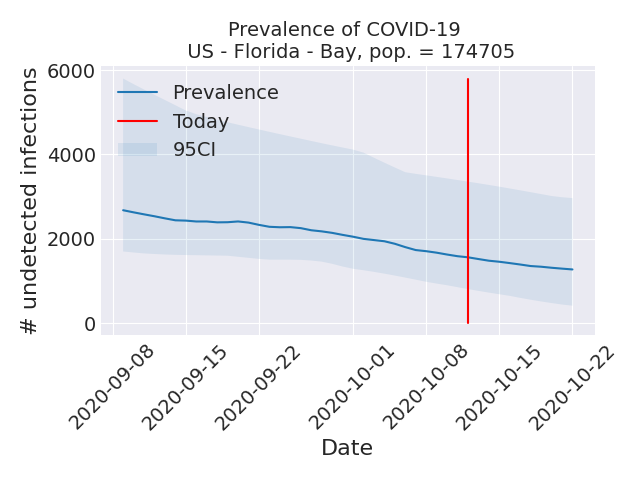 Prevalence of COVID-19
US - Florida - Bay, pop. = 174705
# undetected infections
6000
4000
2000
0
Prevalence
Today
95CI
2020-09-08
2020-09-15
2020-09-22
2020-10-01
2020-10-08
2020-10-15
2020-10-22
Date